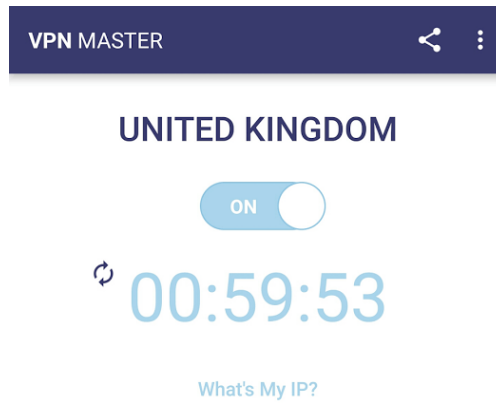 VPN MASTER
UNITED KINGDOM
ON
00:59:53
What's My IP?